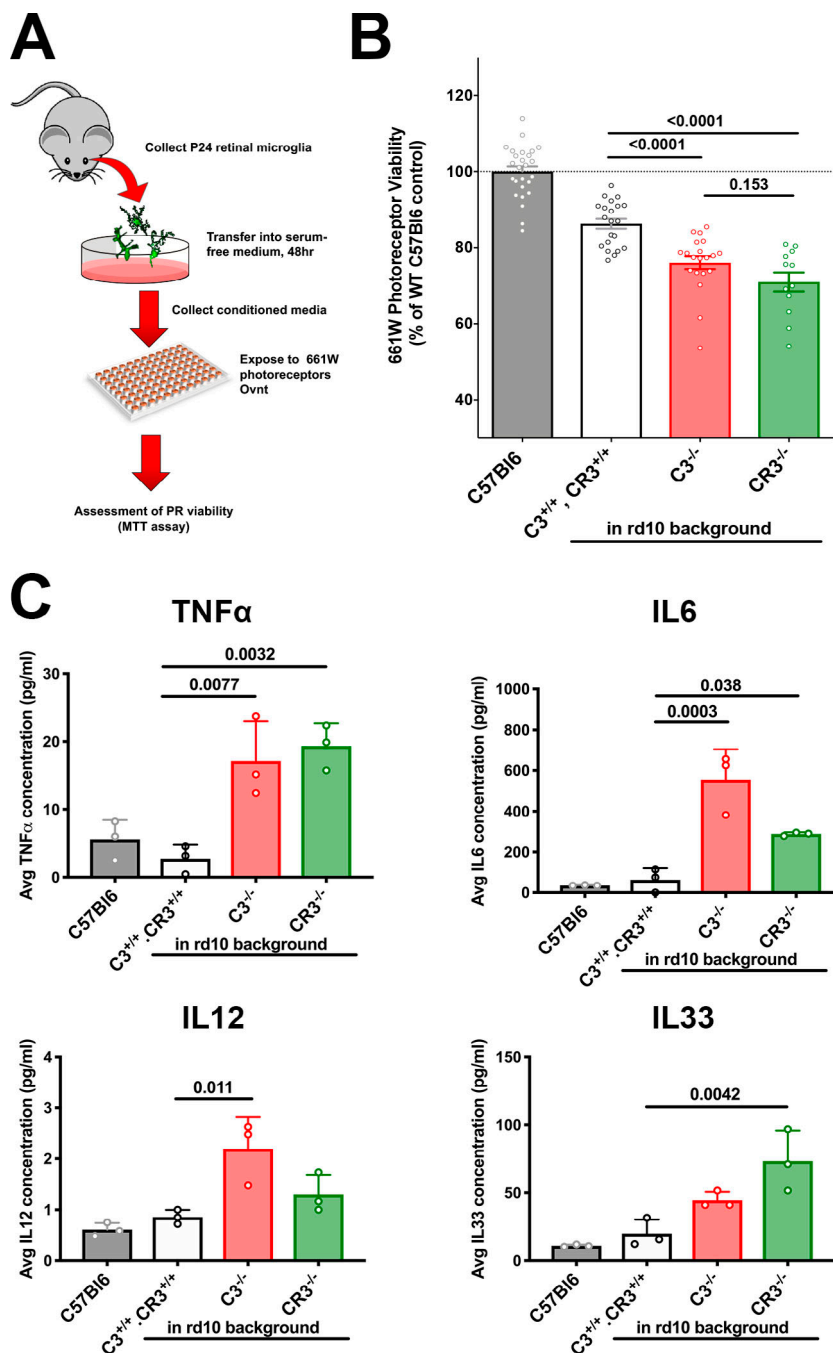 A
Collect P24 retinal microglia
Transfer into serum-
free medium, 48hr
Collect conditioned media
Expose to 661W
photoreceptors
Ovnt
Assessment of PR viability
(MTT assay)
B
661W Photoreceptor Viability
(% of WT C57Bl6 control)
120
100
80
60
40
<0.0001
<0.0001
0.153
C57Bl6
C3+/+, CR3+/+
C3-/-
CR3-/-
in rd10 background
C
TNFα
Avg TNFα concentration (pg/ml)
30
20
10
0
0.0032
0.0077
C57Bl6
C3+/+.CR3+/+
C3-/-
CR3-/-
in rd10 background
IL6
Avg IL6 concentration (pg/ml)
1000
800
600
400
200
0
0.038
0.0003
C57Bl6
C3+/+.CR3+/+
C3-/-
CR3-/-
in rd10 background
IL12
Avg IL12 concentration (pg/ml)
4
3
2
1
0
0.011
C57Bl6
C3+/+.CR3+/+
C3-/-
CR3-/-
in rd10 background
IL33
Avg IL33 concentration (pg/ml)
150
100
50
0
0.0042
C57Bl6
C3+/+.CR3+/+
C3-/-
CR3-/-
in rd10 background